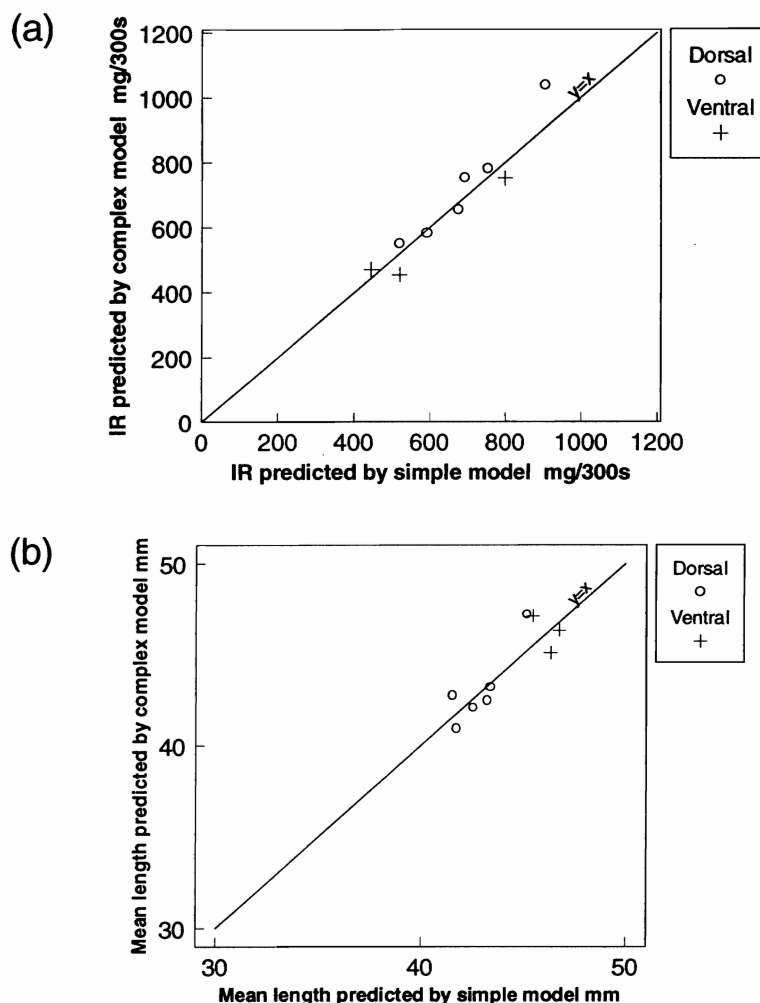 (a)
1200
1000
800
600
400
200
0
IR predicted by complex model mg/300s
y=x
0 200 400 600 800 1000 1200
IR predicted by simple model mg/300s
Dorsal
Ventral
(b)
50
40
30
Mean length predicted by complex model mm
y=x
30 40 50
Mean length predicted by simple model mm
Dorsal
Ventral